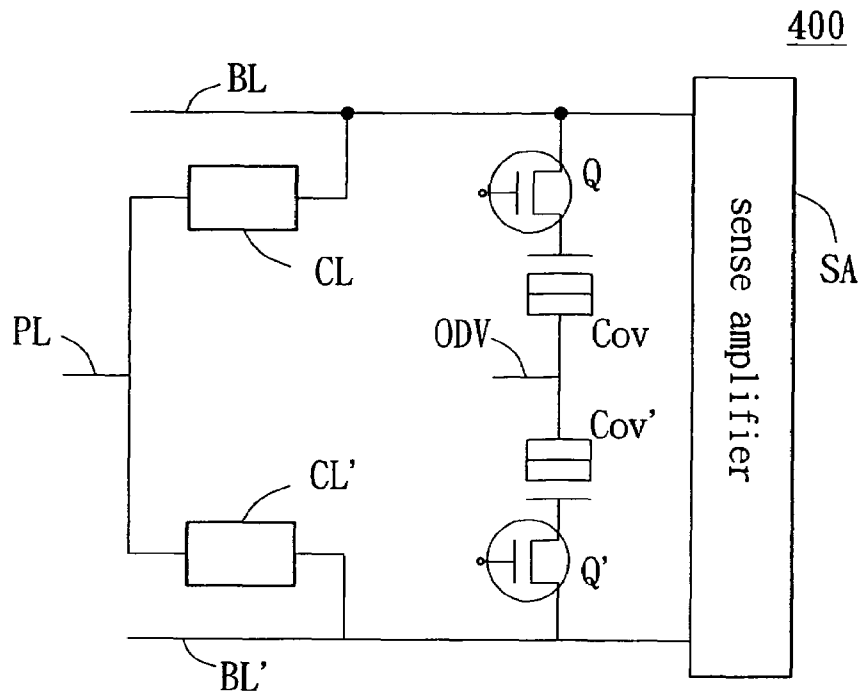 400
BL
Q
CL
SA
sense amplifier
PL
ODV
Cov
Cov'
CL'
Q'
BL'